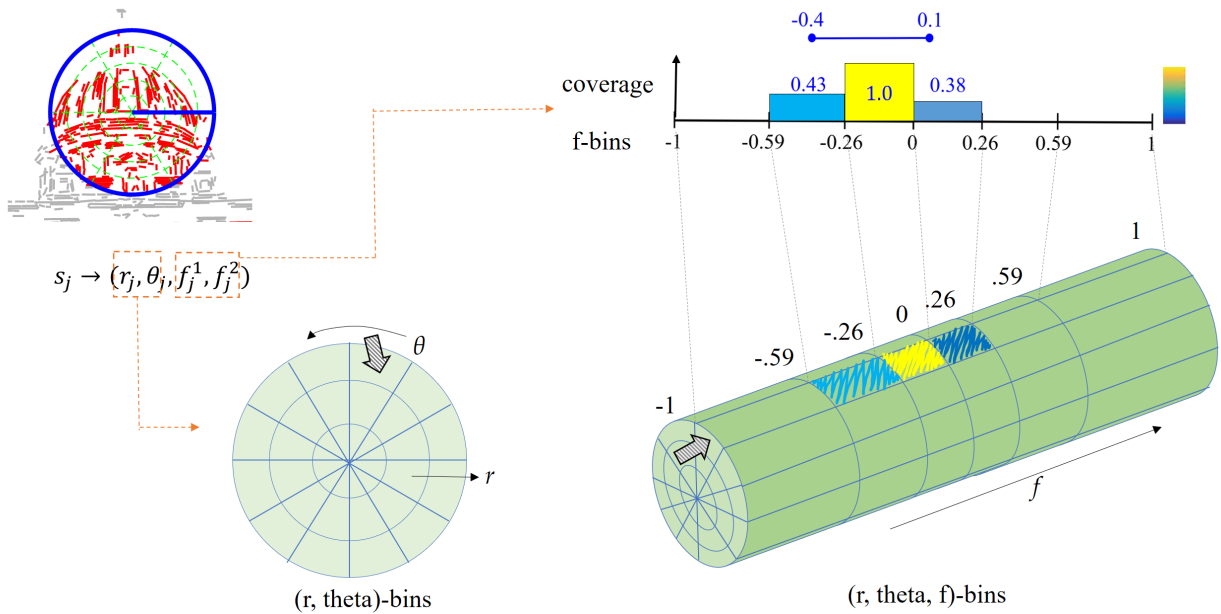 -0.4 0.1
coverage 0.43 1.0 0.38
f-bins -1 -0.59 -0.26 0 0.26 0.59 1
s_j → (r_j, θ_j, f_j^1, f_j^2)
θ
r
(r, theta)-bins
-1 -.59 -.26 0 .26 .59 1
f
(r, theta, f)-bins